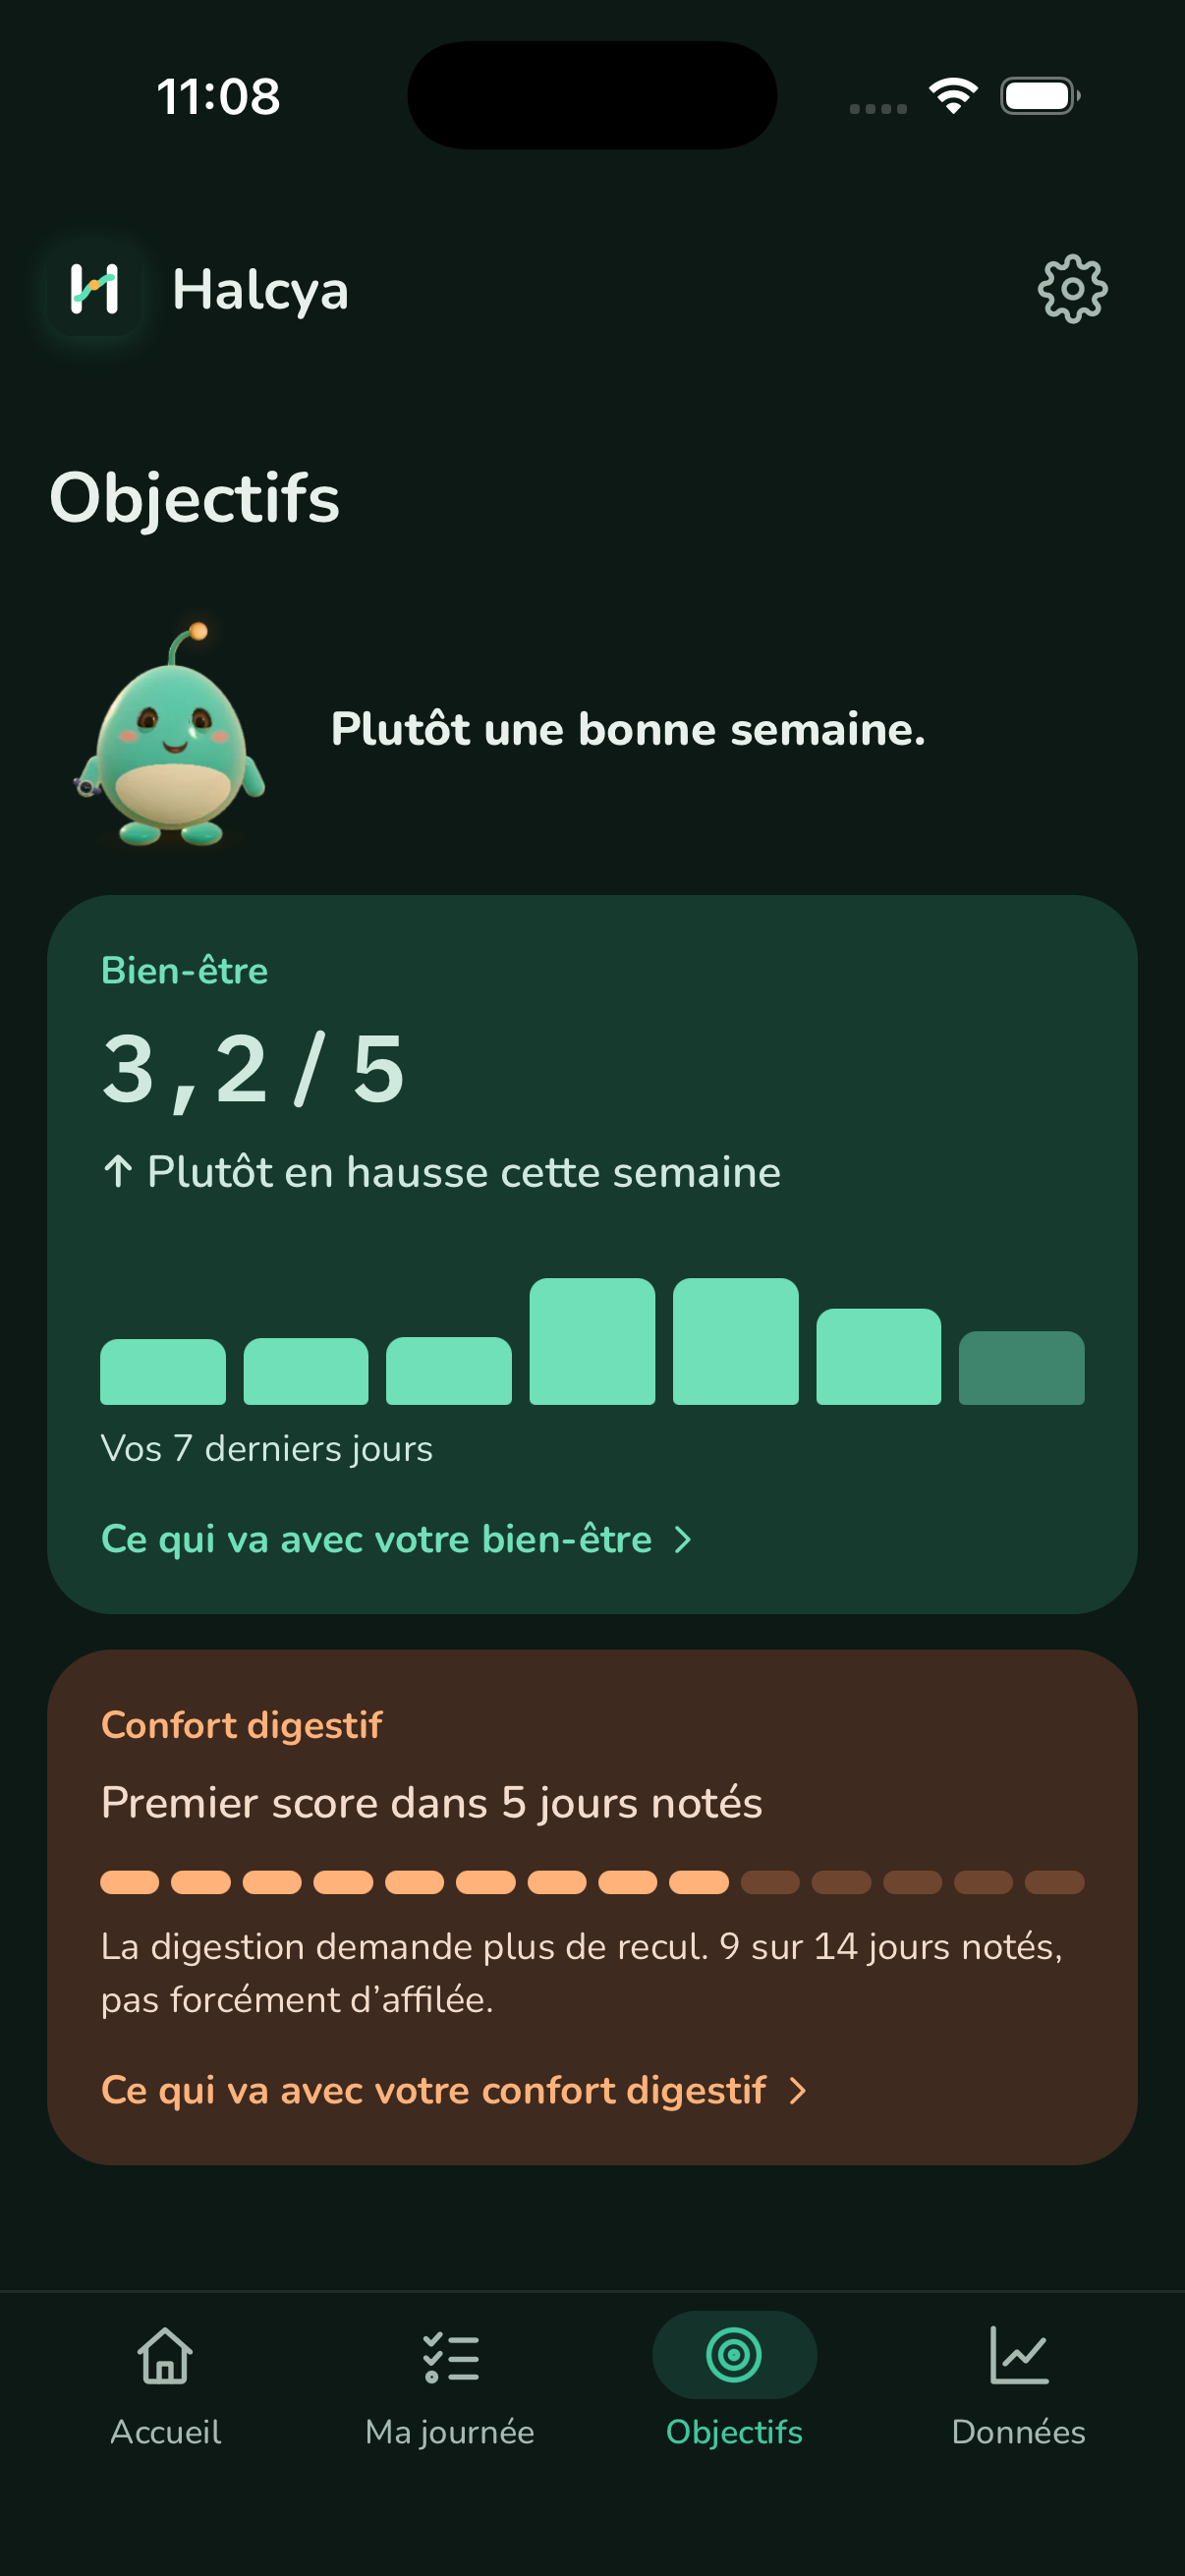 11:08
Halcya
Objectifs
Plutôt une bonne semaine.
Bien-être
3,2 / 5
↑ Plutôt en hausse cette semaine
Vos 7 derniers jours
Ce qui va avec votre bien-être
Confort digestif
Premier score dans 5 jours notés
La digestion demande plus de recul. 9 sur 14 jours notés,
pas forcément d’affilée.
Ce qui va avec votre confort digestif
Accueil
Ma journée
Objectifs
Données